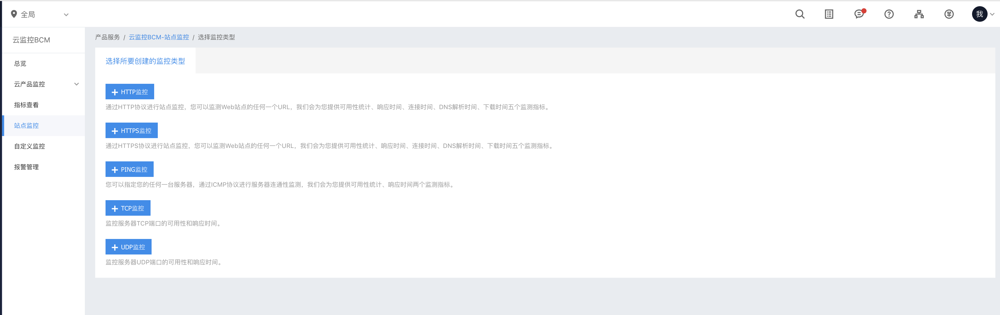 全局
我
云监控BCM
总览
云产品监控
指标查看
站点监控
自定义监控
报警管理
产品服务 / 云监控BCM-站点监控 / 选择监控类型
选择所要创建的监控类型
HTTP监控
通过HTTP协议进行站点监控，您可以监测Web站点的任何一个URL，我们会为您提供可用性统计、响应时间、连接时间、DNS解析时间、下载时间五个监测指标。
HTTPS监控
通过HTTPS协议进行站点监控，您可以监测Web站点的任何一个URL，我们会为您提供可用性统计、响应时间、连接时间、DNS解析时间、下载时间五个监测指标。
PING监控
您可以指定您的任何一台服务器，通过ICMP协议进行服务器连通性监测，我们会为您提供可用性统计、响应时间两个监测指标。
TCP监控
监控服务器TCP端口的可用性和响应时间。
UDP监控
监控服务器UDP端口的可用性和响应时间。